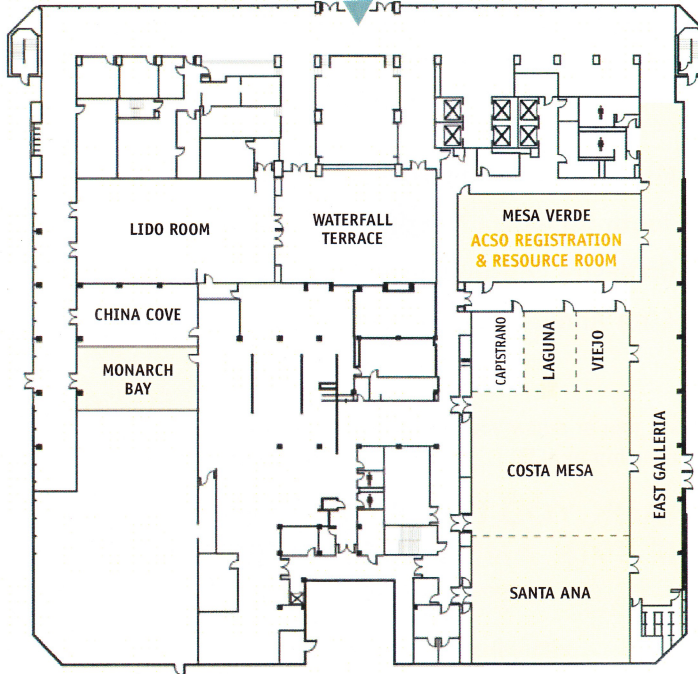 LIDO ROOM
WATERFALL
TERRACE
MESA VERDE
ACSO REGISTRATION
& RESOURCE ROOM
CHINA COVE
MONARCH
BAY
CAPISTRANO
LAGUNA
VIEJO
COSTA MESA
EAST GALLERIA
SANTA ANA